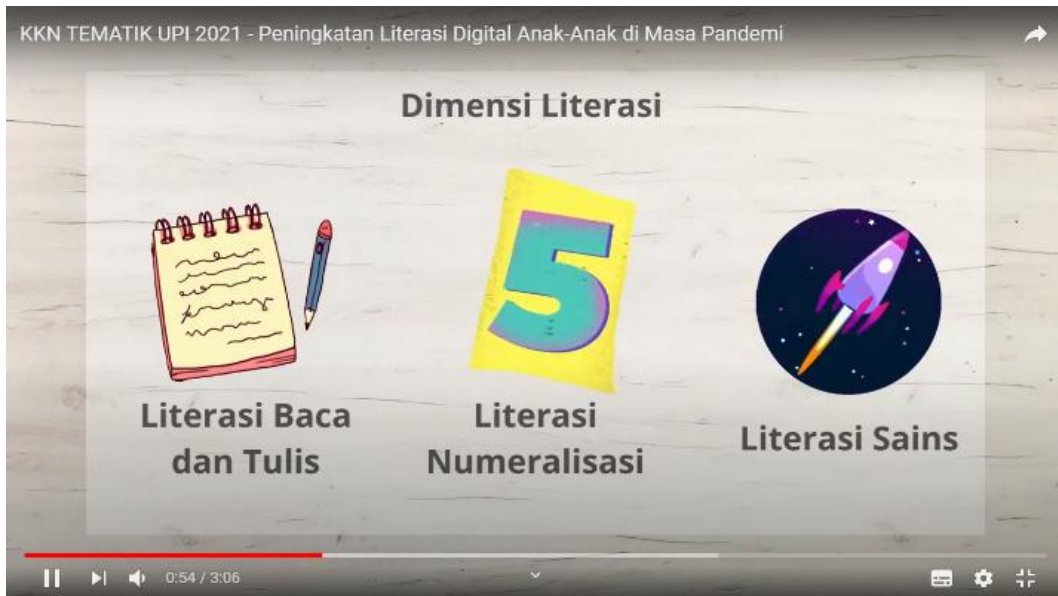 KKN TEMATIK UPI 2021 - Peningkatan Literasi Digital Anak-Anak di Masa Pandemi
Dimensi Literasi
5
Literasi Baca
dan Tulis
Literasi
Numeralisasi
Literasi Sains
0:54 / 3:06